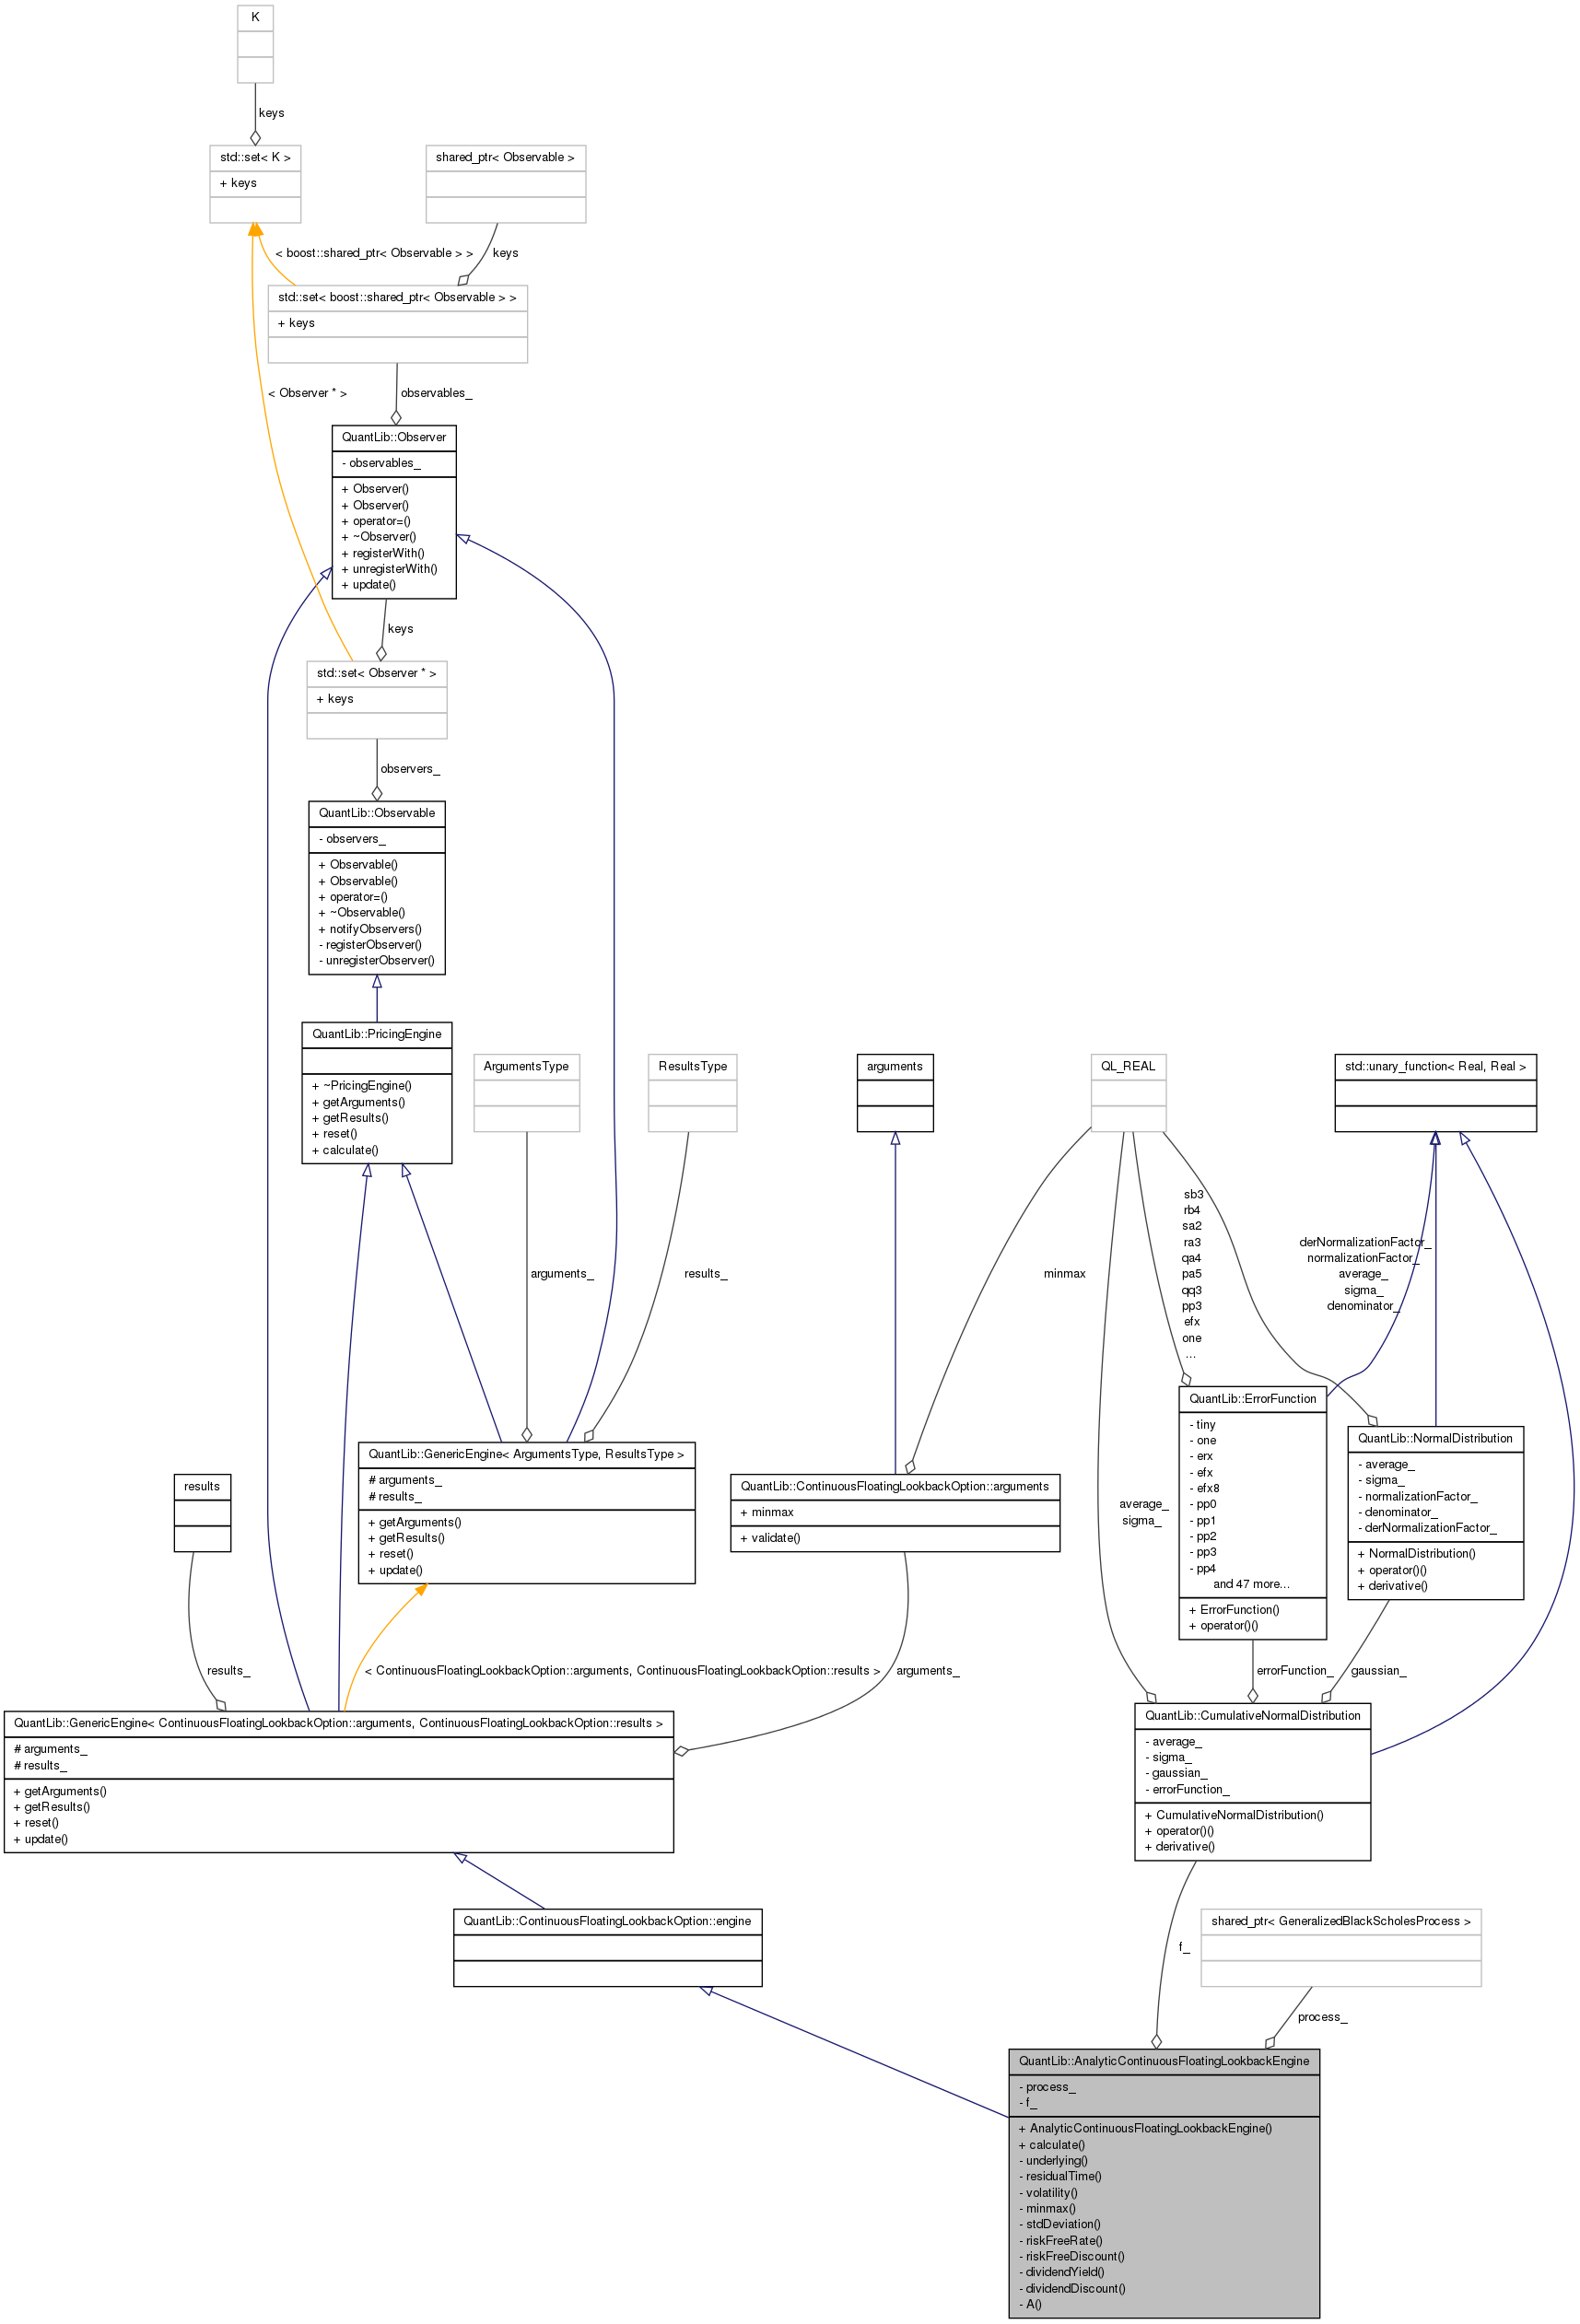 K
keys
std::set< K >
+ keys
shared_ptr< Observable >
< boost::shared_ptr< Observable > >
keys
std::set< boost::shared_ptr< Observable > >
+ keys
< Observer * >
observables_
QuantLib::Observer
- observables_
+ Observer()
+ Observer()
+ operator=()
+ ~Observer()
+ registerWith()
+ unregisterWith()
+ update()
keys
std::set< Observer * >
+ keys
observers_
QuantLib::Observable
- observers_
+ Observable()
+ Observable()
+ operator=()
+ ~Observable()
+ notifyObservers()
- registerObserver()
- unregisterObserver()
QuantLib::PricingEngine
+ ~PricingEngine()
+ getArguments()
+ getResults()
+ reset()
+ calculate()
ArgumentsType
ResultsType
arguments
QL_REAL
std::unary_function< Real, Real >
arguments_
results_
minmax
sb3
rb4
sa2
ra3
qa4
pa5
qq3
pp3
efx
one
...
derNormalizationFactor_
normalizationFactor_
average_
sigma_
denominator_
results
QuantLib::GenericEngine< ArgumentsType, ResultsType >
# arguments_
# results_
+ getArguments()
+ getResults()
+ reset()
+ update()
QuantLib::ContinuousFloatingLookbackOption::arguments
+ minmax
+ validate()
average_
sigma_
QuantLib::ErrorFunction
- tiny
- one
- erx
- efx
- efx8
- pp0
- pp1
- pp2
- pp3
- pp4
and 47 more...
+ ErrorFunction()
+ operator()()
QuantLib::NormalDistribution
- average_
- sigma_
- normalizationFactor_
- denominator_
- derNormalizationFactor_
+ NormalDistribution()
+ operator()()
+ derivative()
results_
< ContinuousFloatingLookbackOption::arguments, ContinuousFloatingLookbackOption::results >
arguments_
errorFunction_
gaussian_
QuantLib::GenericEngine< ContinuousFloatingLookbackOption::arguments, ContinuousFloatingLookbackOption::results >
# arguments_
# results_
+ getArguments()
+ getResults()
+ reset()
+ update()
QuantLib::CumulativeNormalDistribution
- average_
- sigma_
- gaussian_
- errorFunction_
+ CumulativeNormalDistribution()
+ operator()()
+ derivative()
QuantLib::ContinuousFloatingLookbackOption::engine
f_
shared_ptr< GeneralizedBlackScholesProcess >
process_
QuantLib::AnalyticContinuousFloatingLookbackEngine
- process_
- f_
+ AnalyticContinuousFloatingLookbackEngine()
+ calculate()
- underlying()
- residualTime()
- volatility()
- minmax()
- stdDeviation()
- riskFreeRate()
- riskFreeDiscount()
- dividendYield()
- dividendDiscount()
- A()